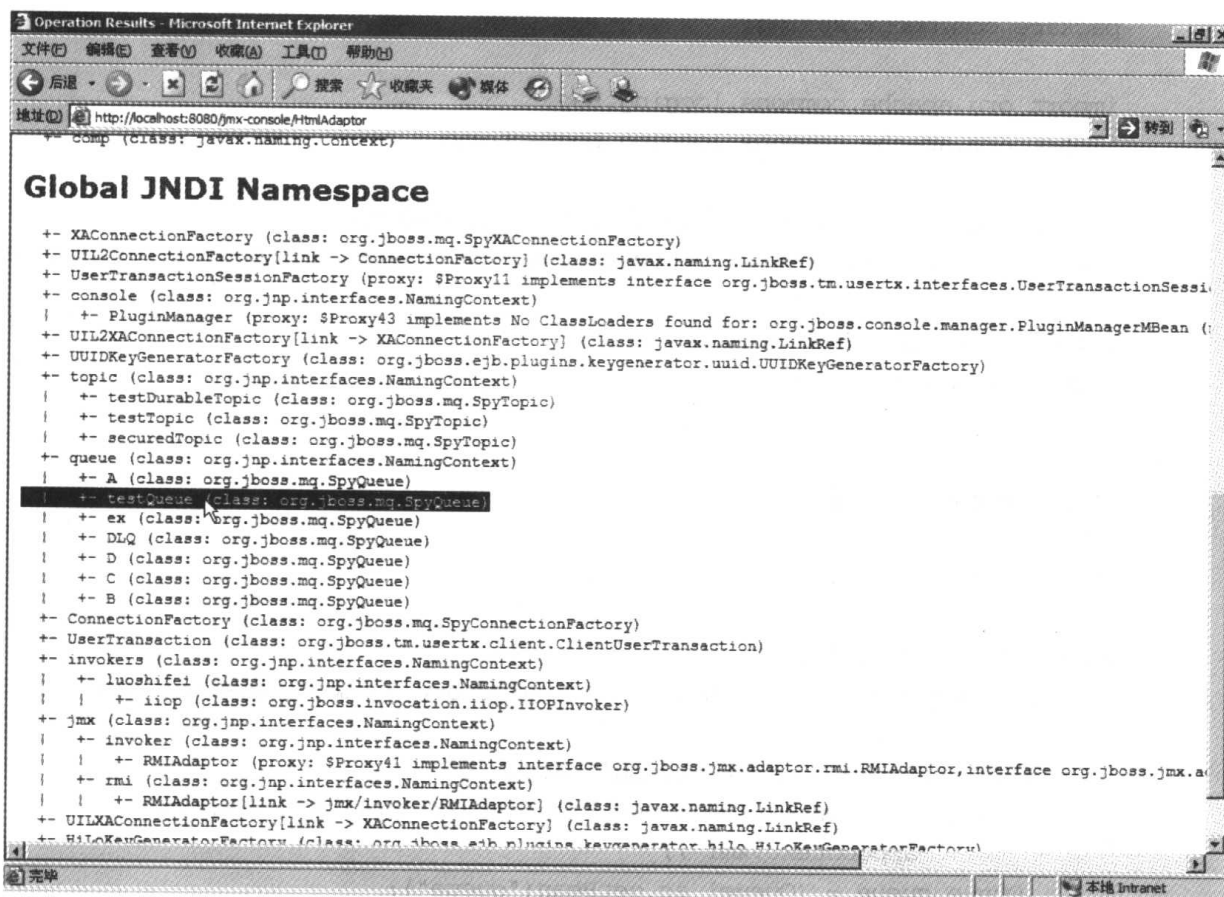 Operation Results - Microsoft Internet Explorer
文件(F) 编辑(E) 查看(V) 收藏(A) 工具(T) 帮助(H)
后退 搜索 收藏夹 媒体
地址(D) http://localhost:8080/jmx-console/HtmlAdaptor 转到
+- comp (class: javax.naming.Context)
Global JNDI Namespace
+- XAConnectionFactory (class: org.jboss.mq.SpyXAConnectionFactory)
+- UIL2ConnectionFactory[link -> ConnectionFactory] (class: javax.naming.LinkRef)
+- UserTransactionSessionFactory (proxy: $Proxy11 implements interface org.jboss.tm.usertx.interfaces.UserTransactionSessi
+- console (class: org.jnp.interfaces.NamingContext)
| +- PluginManager (proxy: $Proxy43 implements No ClassLoaders found for: org.jboss.console.manager.PluginManagerMBean (
+- UIL2XAConnectionFactory[link -> XAConnectionFactory] (class: javax.naming.LinkRef)
+- UUIDKeyGeneratorFactory (class: org.jboss.ejb.plugins.keygenerator.uuid.UUIDKeyGeneratorFactory)
+- topic (class: org.jnp.interfaces.NamingContext)
| +- testDurableTopic (class: org.jboss.mq.SpyTopic)
| +- testTopic (class: org.jboss.mq.SpyTopic)
| +- securedTopic (class: org.jboss.mq.SpyTopic)
+- queue (class: org.jnp.interfaces.NamingContext)
| +- A (class: org.jboss.mq.SpyQueue)
| +- testQueue (class: org.jboss.mq.SpyQueue)
| +- ex (class: org.jboss.mq.SpyQueue)
| +- DLQ (class: org.jboss.mq.SpyQueue)
| +- D (class: org.jboss.mq.SpyQueue)
| +- C (class: org.jboss.mq.SpyQueue)
| +- B (class: org.jboss.mq.SpyQueue)
+- ConnectionFactory (class: org.jboss.mq.SpyConnectionFactory)
+- UserTransaction (class: org.jboss.tm.usertx.client.ClientUserTransaction)
+- invokers (class: org.jnp.interfaces.NamingContext)
| +- luoshifei (class: org.jnp.interfaces.NamingContext)
| | +- iiop (class: org.jboss.invocation.iiop.IIOPInvoker)
+- jmx (class: org.jnp.interfaces.NamingContext)
| +- invoker (class: org.jnp.interfaces.NamingContext)
| | +- RMIAdaptor (proxy: $Proxy41 implements interface org.jboss.jmx.adaptor.rmi.RMIAdaptor,interface org.jboss.jmx.a
| +- rmi (class: org.jnp.interfaces.NamingContext)
| | +- RMIAdaptor[link -> jmx/invoker/RMIAdaptor] (class: javax.naming.LinkRef)
+- UILXAConnectionFactory[link -> XAConnectionFactory] (class: javax.naming.LinkRef)
+- HiLoKeyGeneratorFactory (class: org.jboss.ejb.plugins.keygenerator.hilo.HiLoKeyGeneratorFactory)
完毕 本地 Intranet